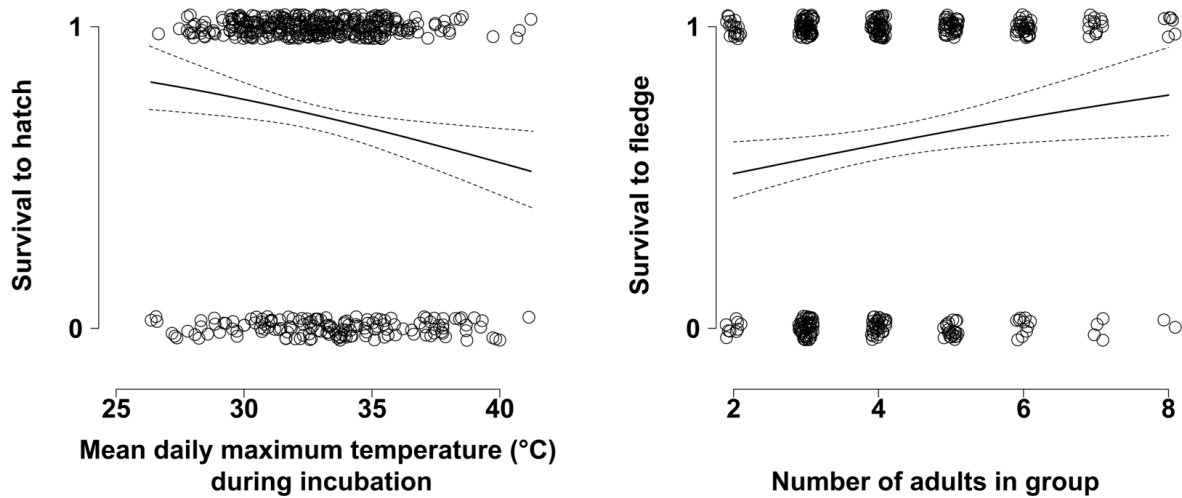 Survival to hatch
1
0
25 30 35 40
Mean daily maximum temperature (°C)
during incubation
Survival to fledge
1
0
2 4 6 8
Number of adults in group